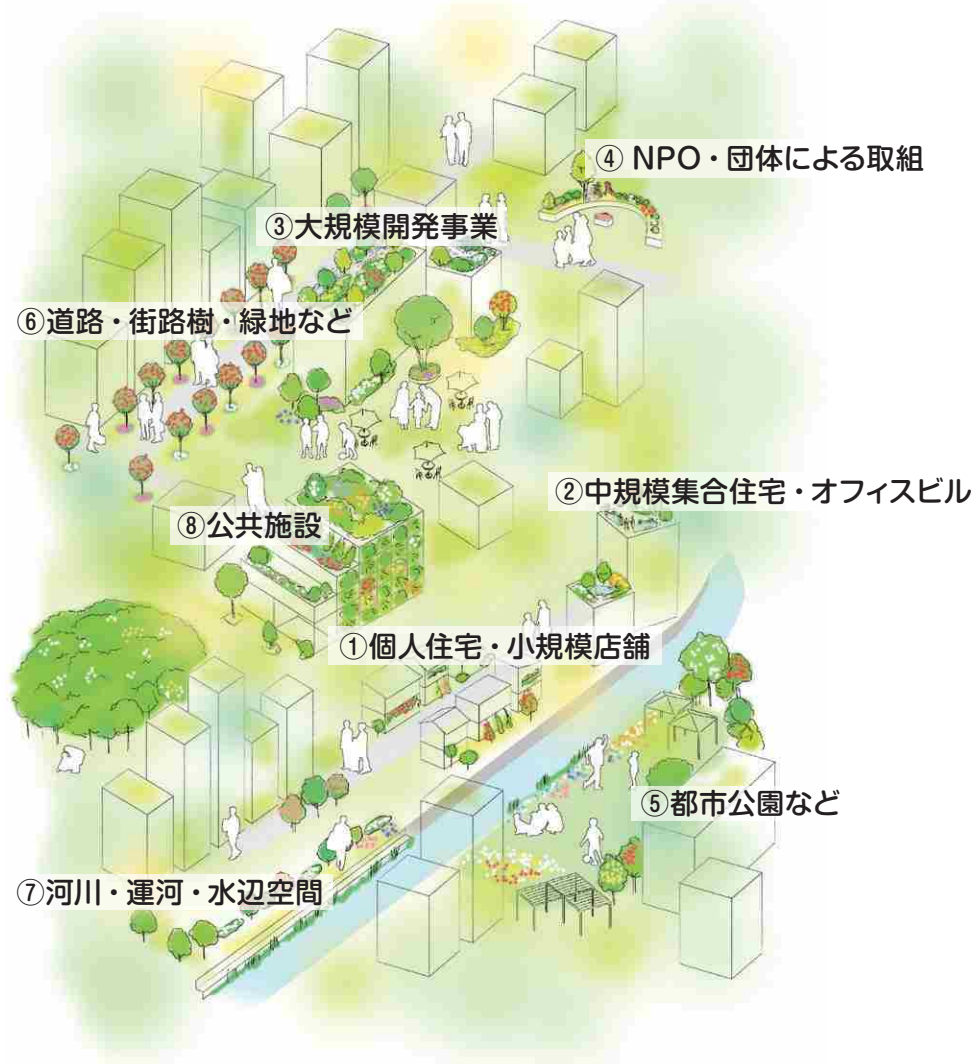 ④ NPO・団体による取組
③大規模開発事業
⑥道路・街路樹・緑地など
②中規模集合住宅・オフィスビル
⑧公共施設
①個人住宅・小規模店舗
⑤都市公園など
⑦河川・運河・水辺空間